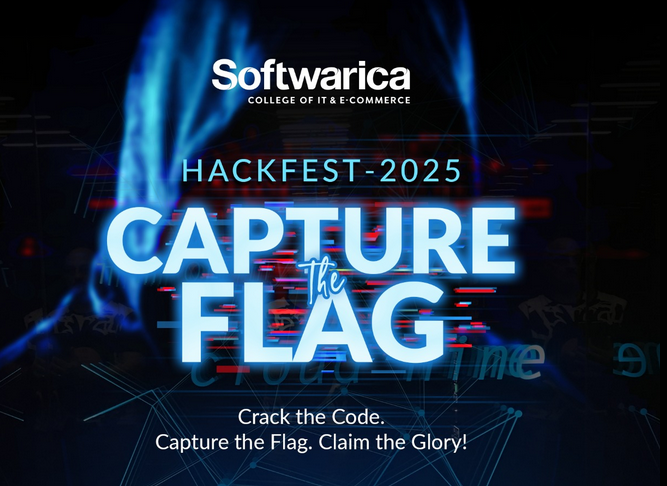 Softwarica
COLLEGE OF IT & E-COMMERCE
HACKFEST-2025
CAPTURE
the
FLAG
Crack the Code.
Capture the Flag. Claim the Glory!